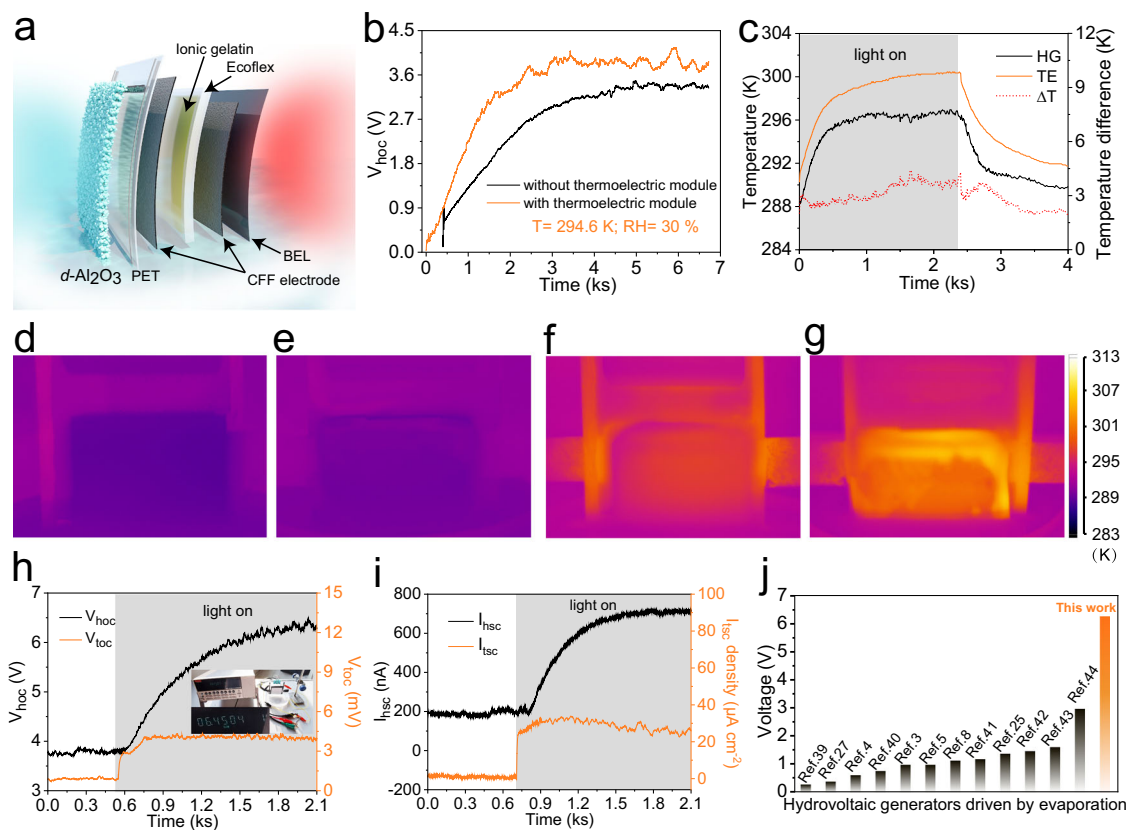 a
Ionic gelatin
Ecoflex
BEL
CFF electrode
PET
d-Al2O3
b
Vhoc (V)
3.6
2.7
1.8
0.9
0.0
without thermoelectric module
with thermoelectric module
T= 294.6 K; RH= 30 %
0 1 2 3 4 5 6 7
Time (ks)
c
Temperature (K)
304
300
296
292
288
284
light on
HG
TE
ΔT
12
9
6
3
0
Temperature difference (K)
0 1 2 3 4
Time (ks)
d
e
f
g
313
307
301
295
289
283
(K)
h
Vhoc (V)
7
6
5
4
3
Vhoc
Vtoc
light on
06.4504
15
12
9
6
3
0
Vtoc (mV)
0.0 0.3 0.6 0.9 1.2 1.5 1.8 2.1
Time (ks)
i
Ihsc (nA)
800
600
400
200
0
-200
Ihsc
Itsc
light on
100
80
60
40
20
0
Itsc density (μA cm-2)
0.0 0.3 0.6 0.9 1.2 1.5 1.8 2.1
Time (ks)
j
Voltage (V)
7
6
5
4
3
2
1
0
Ref.39
Ref.27
Ref.4
Ref.40
Ref.3
Ref.5
Ref.8
Ref.41
Ref.25
Ref.42
Ref.43
Ref.44
This work
Hydrovoltaic generators driven by evaporation